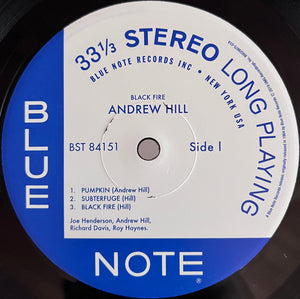 33⅓ STEREO LONG PLAYING
BLUE NOTE RECORDS INC • NEW YORK USA
BLACK FIRE
ANDREW HILL
BST 84151
Side 1
1. PUMPKIN (Andrew Hill)
2. SUBTERFUGE (Hill)
3. BLACK FIRE (Hill)
Joe Henderson, Andrew Hill,
Richard Davis, Roy Haynes.
BLUE
NOTE
®